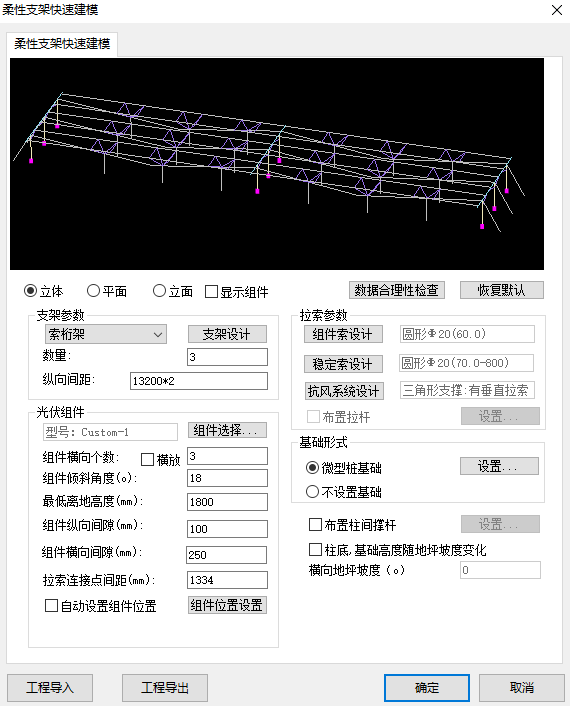 柔性支架快速建模
柔性支架快速建模
立体 平面 立面 显示组件 数据合理性检查 恢复默认
支架参数
索桁架 支架设计
数量: 3
纵向间距: 13200*2
光伏组件
型号: Custom-1 组件选择...
组件横向个数: 横放 3
组件倾斜角度(o): 18
最低离地高度(mm): 1800
组件纵向间隙(mm): 100
组件横向间隙(mm): 250
拉索连接点间距(mm): 1334
自动设置组件位置 组件位置设置
拉索参数
组件索设计 圆形Φ20(60.0)
稳定索设计 圆形Φ20(70.0-800)
抗风系统设计 三角形支撑:有垂直拉索
布置拉杆 设置...
基础形式
微型桩基础 设置...
不设置基础
布置柱间撑杆 设置...
柱底,基础高度随地坪坡度变化
横向地坪坡度（o） 0
工程导入 工程导出 确定 取消